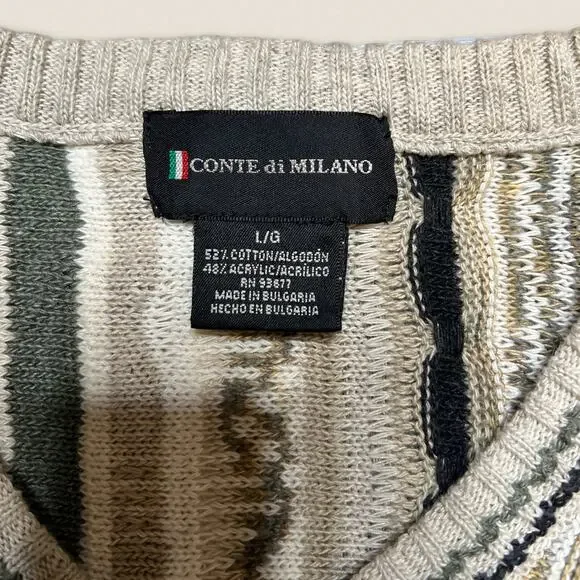 CONTE di MILANO
L/G
52% COTTON/ALGODÓN
48% ACRYLIC/ACRÍLICO
RN 93677
MADE IN BULGARIA
HECHO EN BULGARIA